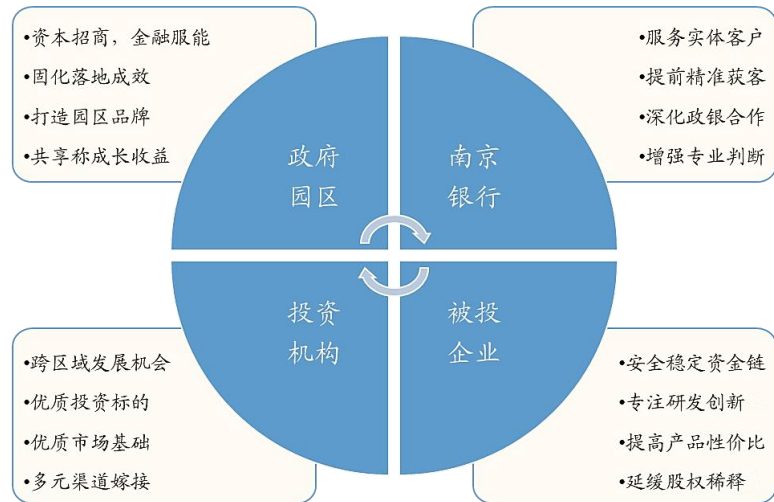 •资本招商，金融服能
•固化落地成效
•打造园区品牌
•共享称成长收益
政府
园区
•服务实体客户
•提前精准获客
•深化政银合作
•增强专业判断
南京
银行
投资
机构
•跨区域发展机会
•优质投资标的
•优质市场基础
•多元渠道嫁接
被投
企业
•安全稳定资金链
•专注研发创新
•提高产品性价比
•延缓股权稀释